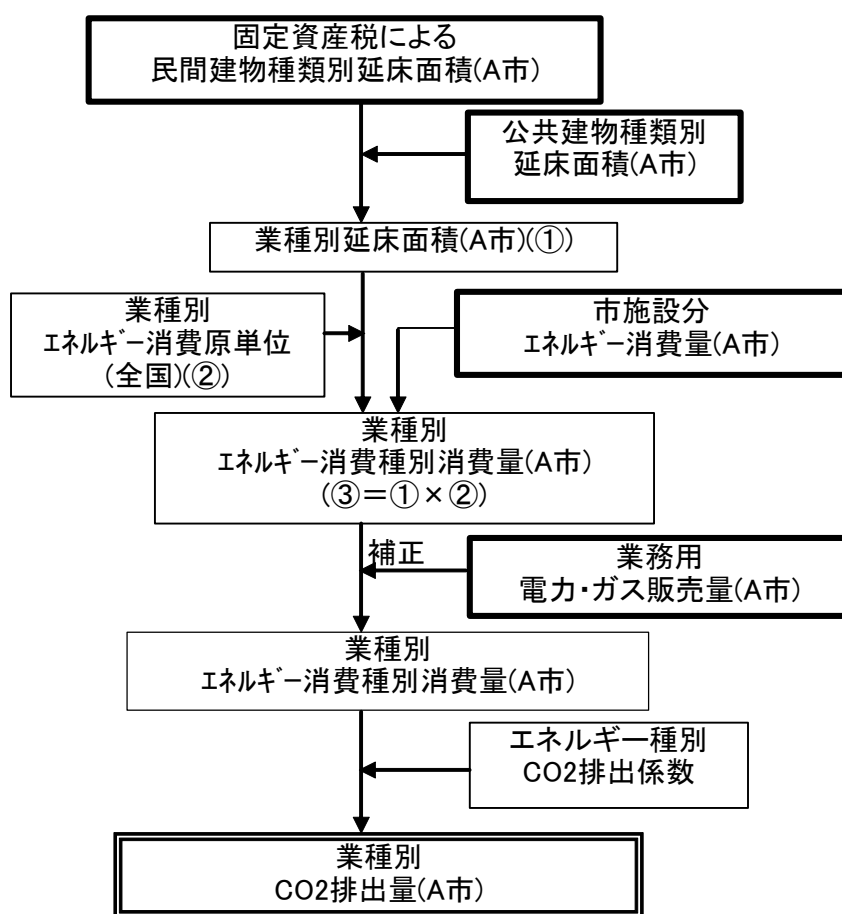 固定資産税による
民間建物種類別延床面積(A市)
公共建物種類別
延床面積(A市)
業種別延床面積(A市)(①)
業種別
ｴﾈﾙｷﾞｰ消費原単位
(全国)(②)
市施設分
ｴﾈﾙｷﾞｰ消費量(A市)
業種別
ｴﾈﾙｷﾞｰ消費種別消費量(A市)
(③＝①×②)
補正
業務用
電力・ガス販売量(A市)
業種別
ｴﾈﾙｷﾞｰ消費種別消費量(A市)
エネルギー種別
CO2排出係数
業種別
CO2排出量(A市)